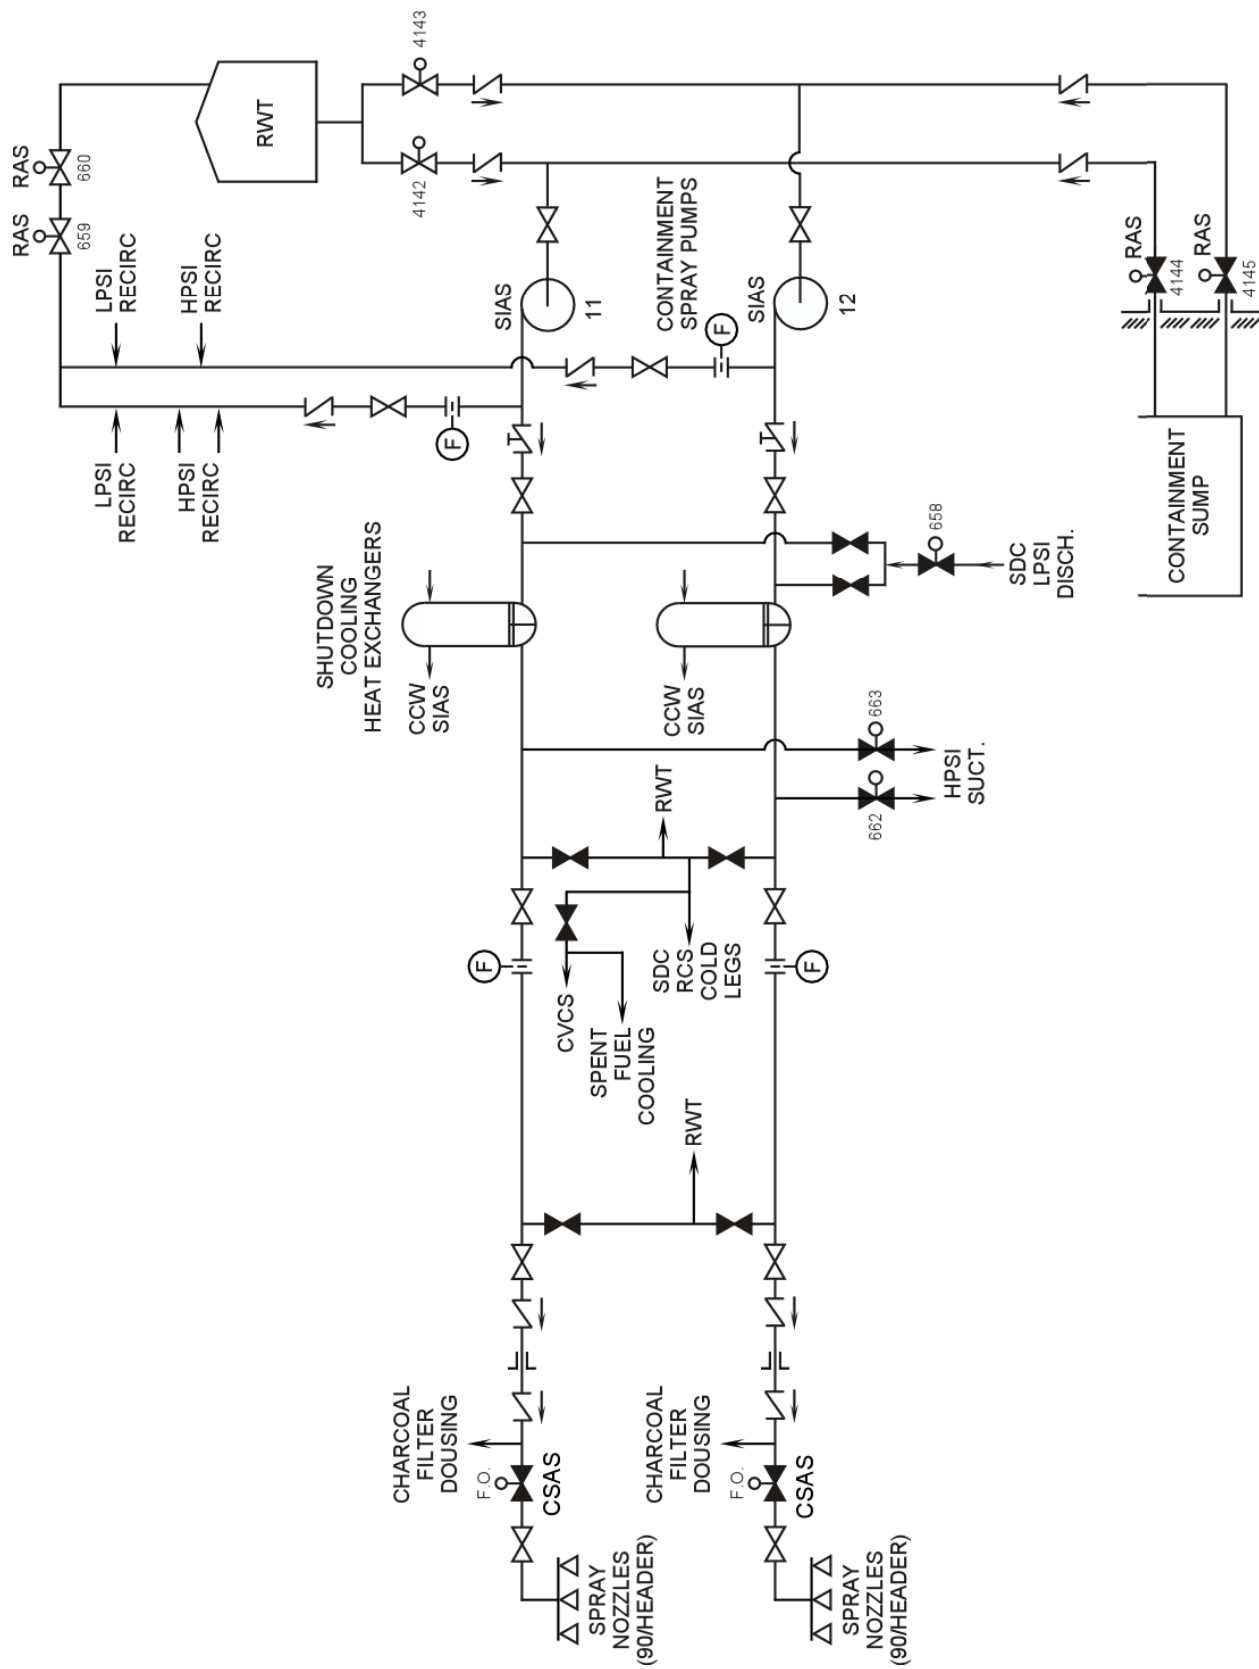 CHARCOAL
FILTER
DOUSING
F.O.
CSAS
SPRAY
NOZZLES
(90/HEADER)
CHARCOAL
FILTER
DOUSING
F.O.
CSAS
SPRAY
NOZZLES
(90/HEADER)
RWT
F
F
CVCS
SPENT
FUEL
COOLING
SDC
RCS
COLD
LEGS
RWT
662
663
HPSI
SUCT.
SHUTDOWN
COOLING
HEAT EXCHANGERS
CCW
SIAS
CCW
SIAS
658
SDC
LPSI
DISCH.
LPSI
RECIRC
HPSI
RECIRC
F
F
LPSI
RECIRC
HPSI
RECIRC
SIAS
11
CONTAINMENT
SPRAY PUMPS
SIAS
12
RAS
659
RAS
660
RWT
4142
4143
RAS
4144
RAS
4145
CONTAINMENT
SUMP